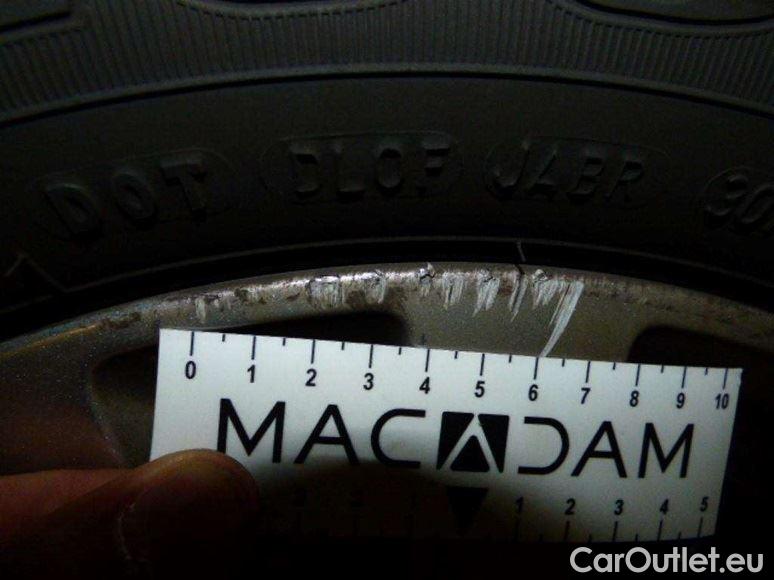 DOT DLOF JABR
0 1 2 3 4 5 6 7 8 9 10
MACADAM
1 2 3 4 5
CarOutlet.eu